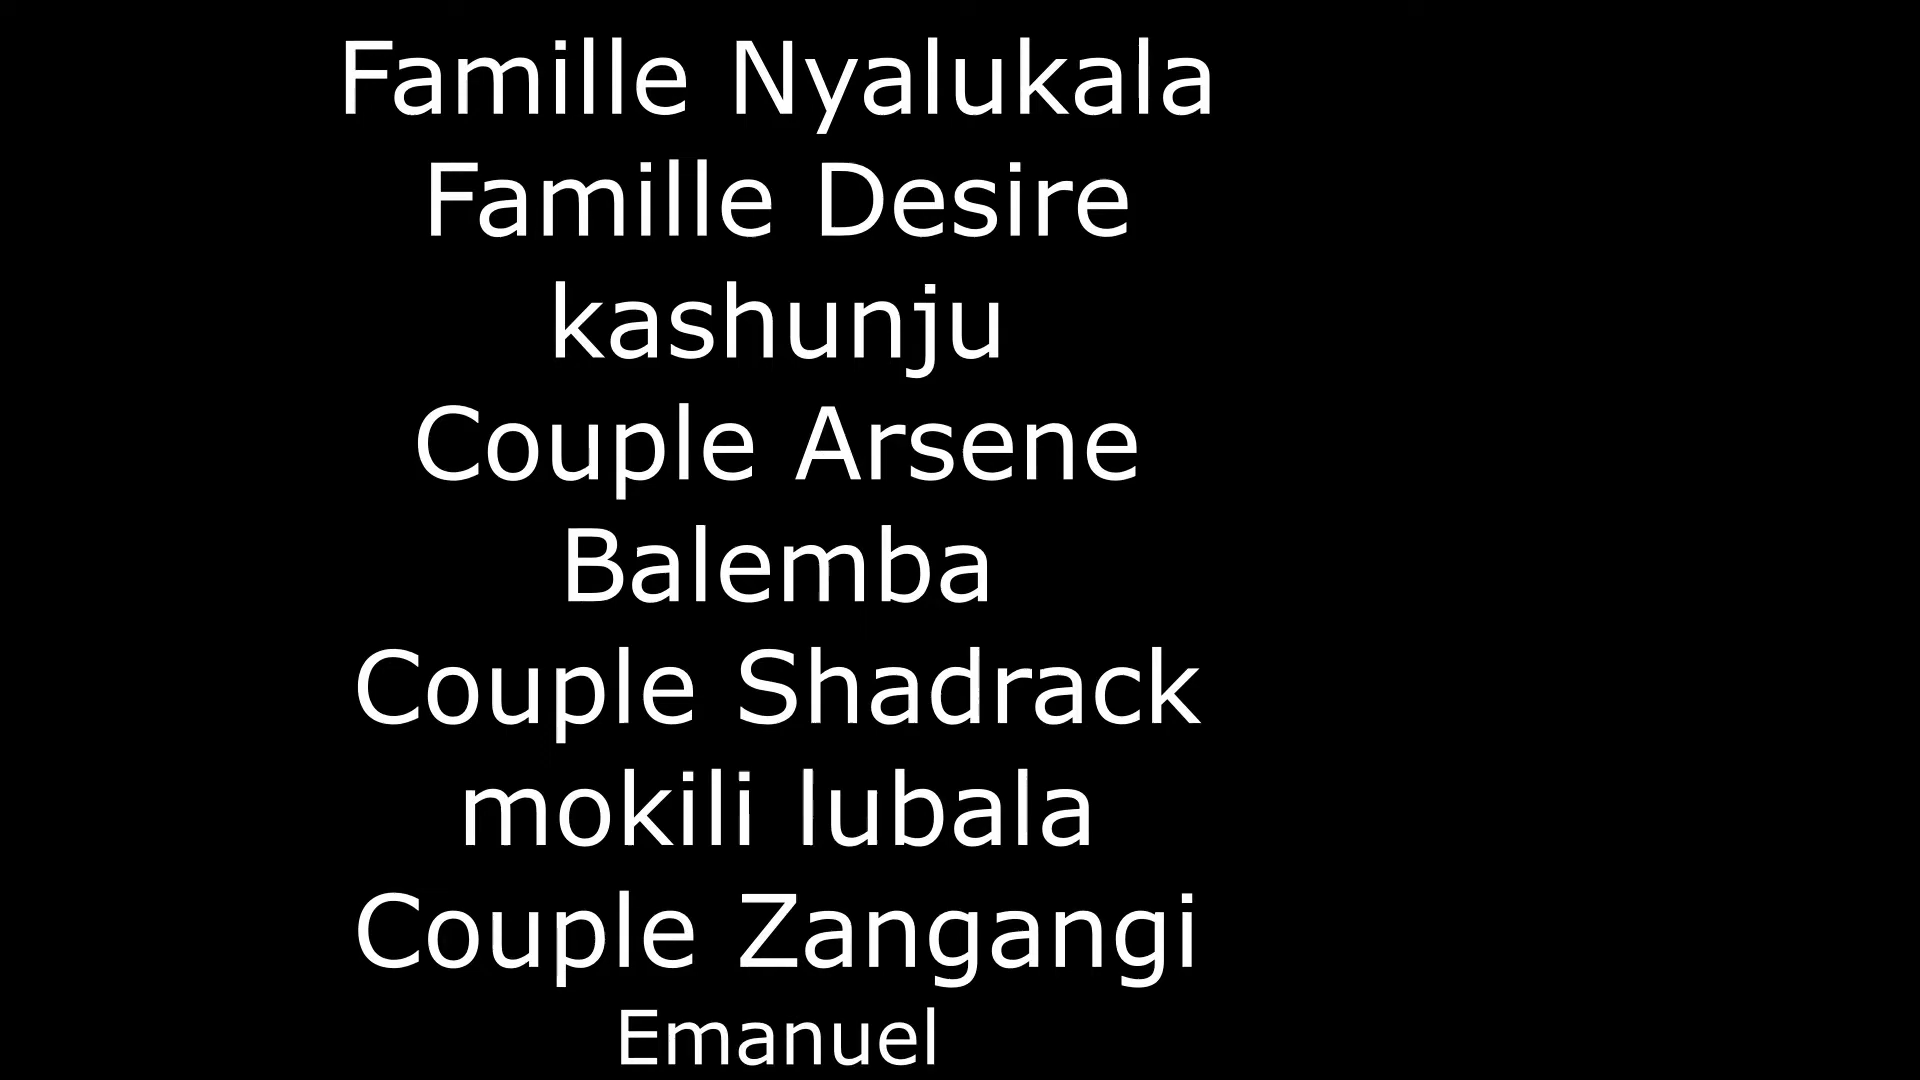 Famille Nyalukala
Famille Desire
kashunju
Couple Arsene
Balemba
Couple Shadrack
mokili lubala
Couple Zangangi
Emanuel